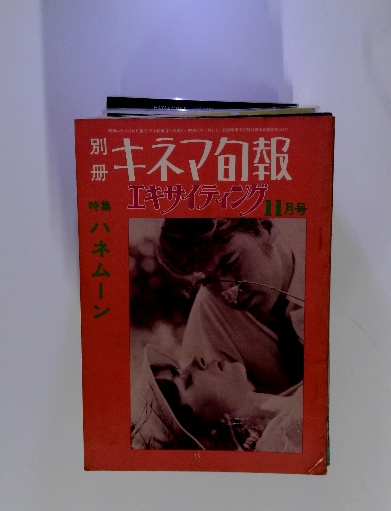 別冊 キネマ旬報
エキサイティング 11月号
特集 ハネムーン